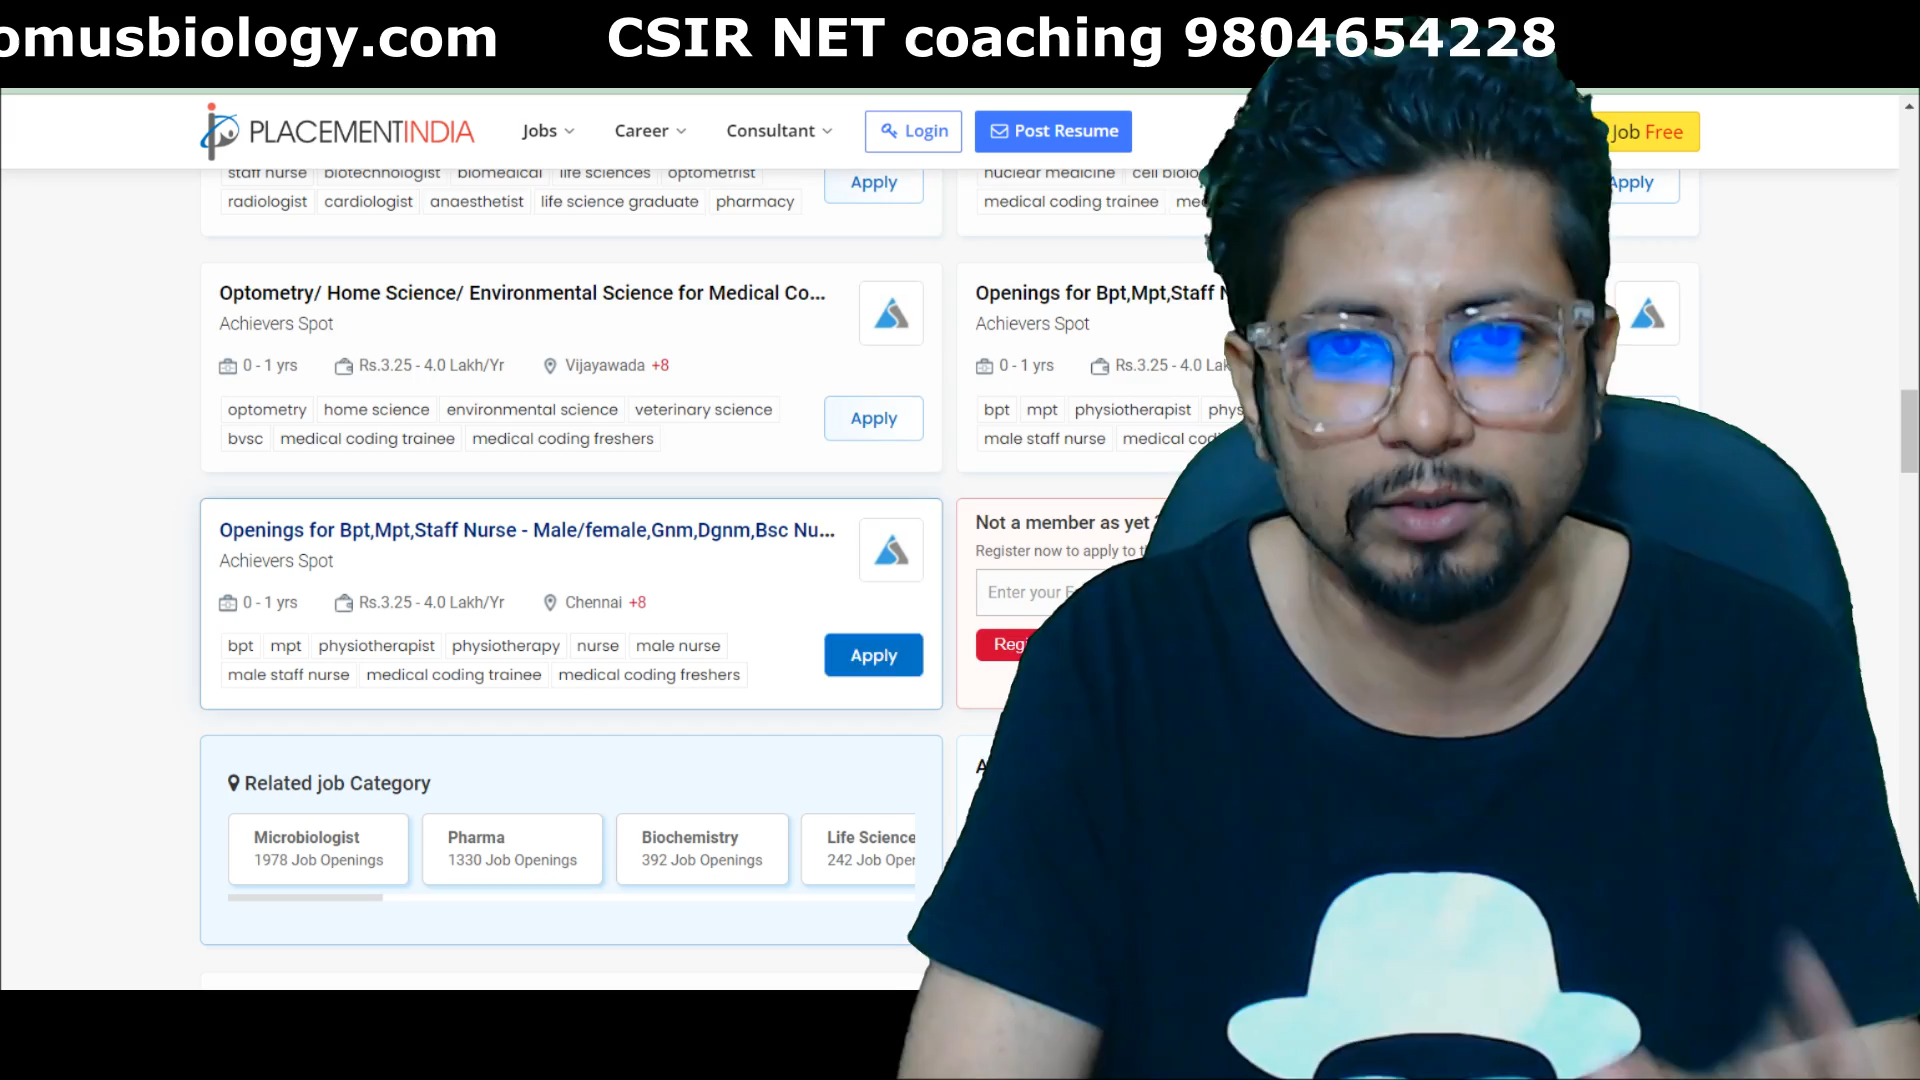 omusbiology.com CSIR NET coaching 9804654228
PLACEMENTINDIA Jobs Career Consultant Login Post Resume Job Free
staff nurse biotechnologist biomedical life sciences optometrist
radiologist cardiologist anaesthetist life science graduate pharmacy
Apply
nuclear medicine cell
medical coding trainee
Apply
Optometry/ Home Science/ Environmental Science for Medical Co...
Achievers Spot
0 - 1 yrs Rs.3.25 - 4.0 Lakh/Yr Vijayawada +8
optometry home science environmental science veterinary science
bvsc medical coding trainee medical coding freshers
Apply
Openings for Bpt,Mpt,Staff
Achievers Spot
0 - 1 yrs Rs.3.25 - 4.0
bpt mpt physiotherapist
male staff nurse medical
Openings for Bpt,Mpt,Staff Nurse - Male/female,Gnm,Dgnm,Bsc Nu...
Achievers Spot
0 - 1 yrs Rs.3.25 - 4.0 Lakh/Yr Chennai +8
bpt mpt physiotherapist physiotherapy nurse male nurse
male staff nurse medical coding trainee medical coding freshers
Apply
Not a member as yet ?
Register now to apply to
Enter your
Related job Category
Microbiologist
1978 Job Openings
Pharma
1330 Job Openings
Biochemistry
392 Job Openings
Life Science
242 Job